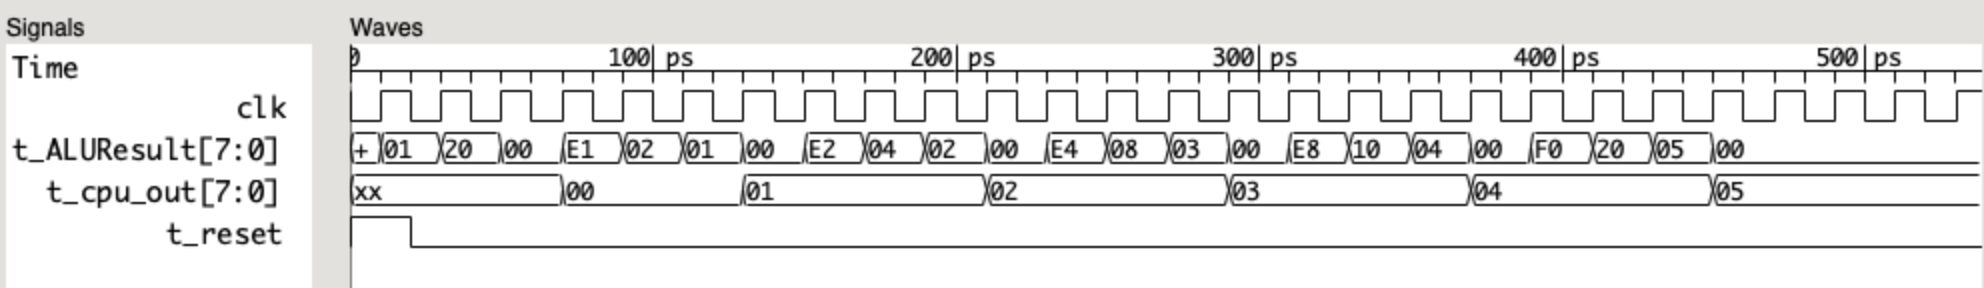 Signals Waves
Time 0 100 ps 200 ps 300 ps 400 ps 500 ps
clk
t_ALUResult[7:0] + 01 20 00 E1 02 01 00 E2 04 02 00 E4 08 03 00 E8 10 04 00 F0 20 05 00
t_cpu_out[7:0] xx 00 01 02 03 04 05
t_reset